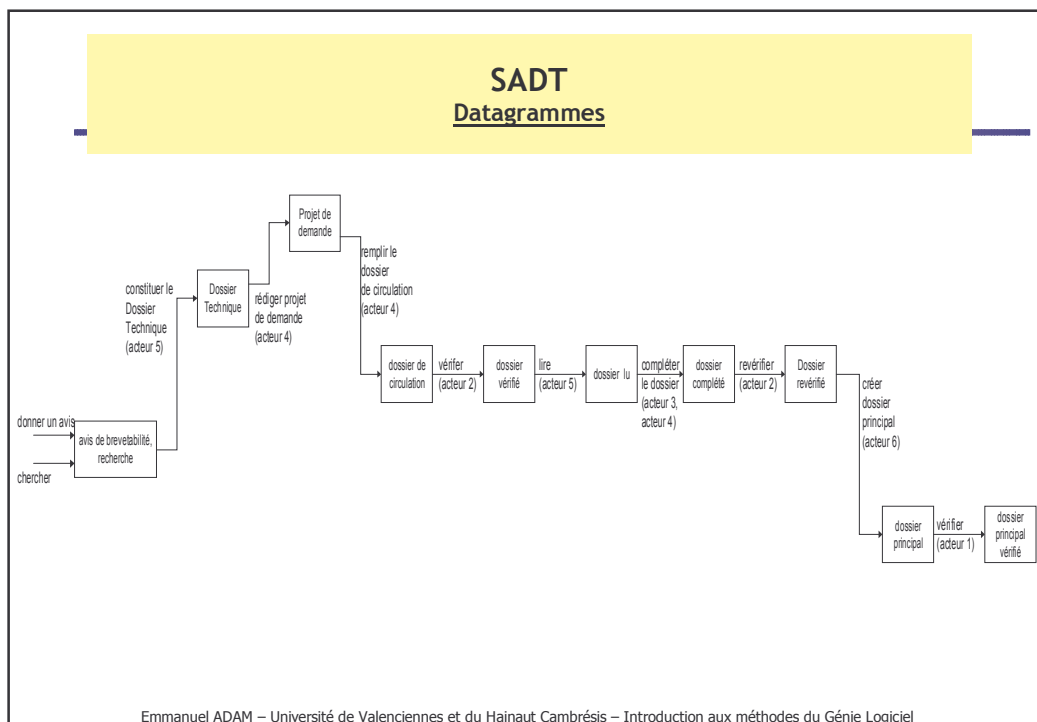 SADT
Datagrammes
Projet de
demande
remplir le
dossier
de circulation
(acteur 4)
constituer le
Dossier
Technique
(acteur 5)
Dossier
Technique
rédiger projet
de demande
(acteur 4)
dossier de
circulation
vérifer
(acteur 2)
dossier
vérifié
lire
(acteur 5)
dossier lu
compléter
le dossier
(acteur 3,
acteur 4)
dossier
complété
revérifier
(acteur 2)
Dossier
revérifié
créer
dossier
principal
(acteur 6)
donner un avis
avis de brevetabilité,
recherche
chercher
dossier
principal
vérifier
(acteur 1)
dossier
principal
vérifié
Emmanuel ADAM – Université de Valenciennes et du Hainaut Cambrésis – Introduction aux méthodes du Génie Logiciel